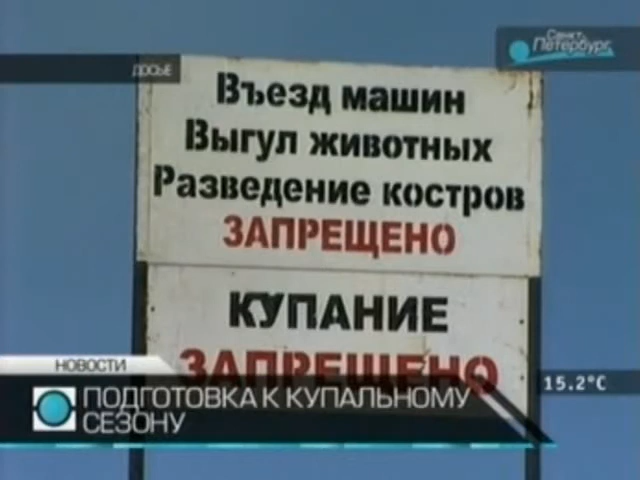 Санкт-
Петербург
ДОСЬЕ
Въезд машин
Выгул животных
Разведение костров
ЗАПРЕЩЕНО
КУПАНИЕ
ЗАПРЕЩЕНО
НОВОСТИ
15.2°C
ПОДГОТОВКА К КУПАЛЬНОМУ
СЕЗОНУ